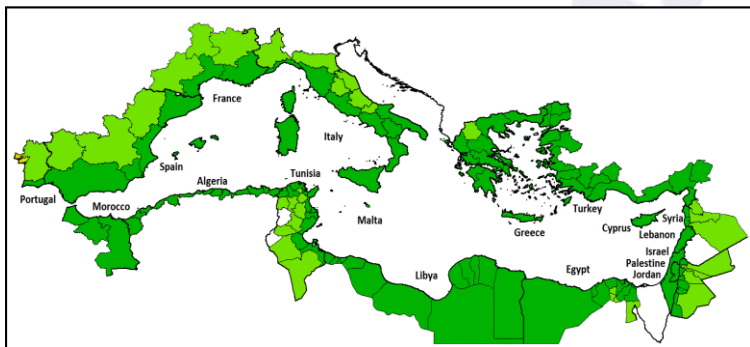 France
Italy
Spain
Algeria
Tunisia
Portugal
Morocco
Malta
Turkey
Greece
Cyprus
Syria
Lebanon
Israel
Palestine
Jordan
Libya
Egypt